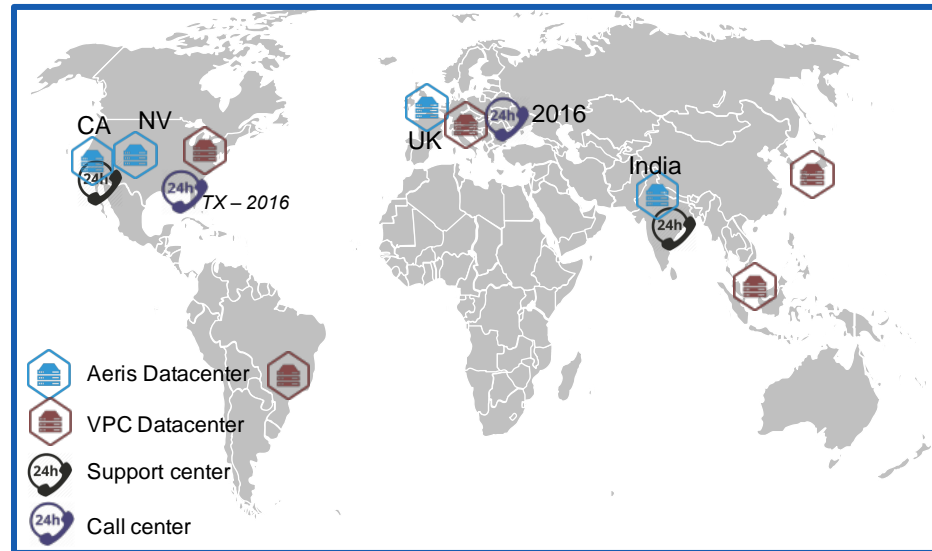 CA
NV
24h
24h
TX – 2016
UK
24h
2016
India
24h
Aeris Datacenter
VPC Datacenter
24h
Support center
24h
Call center